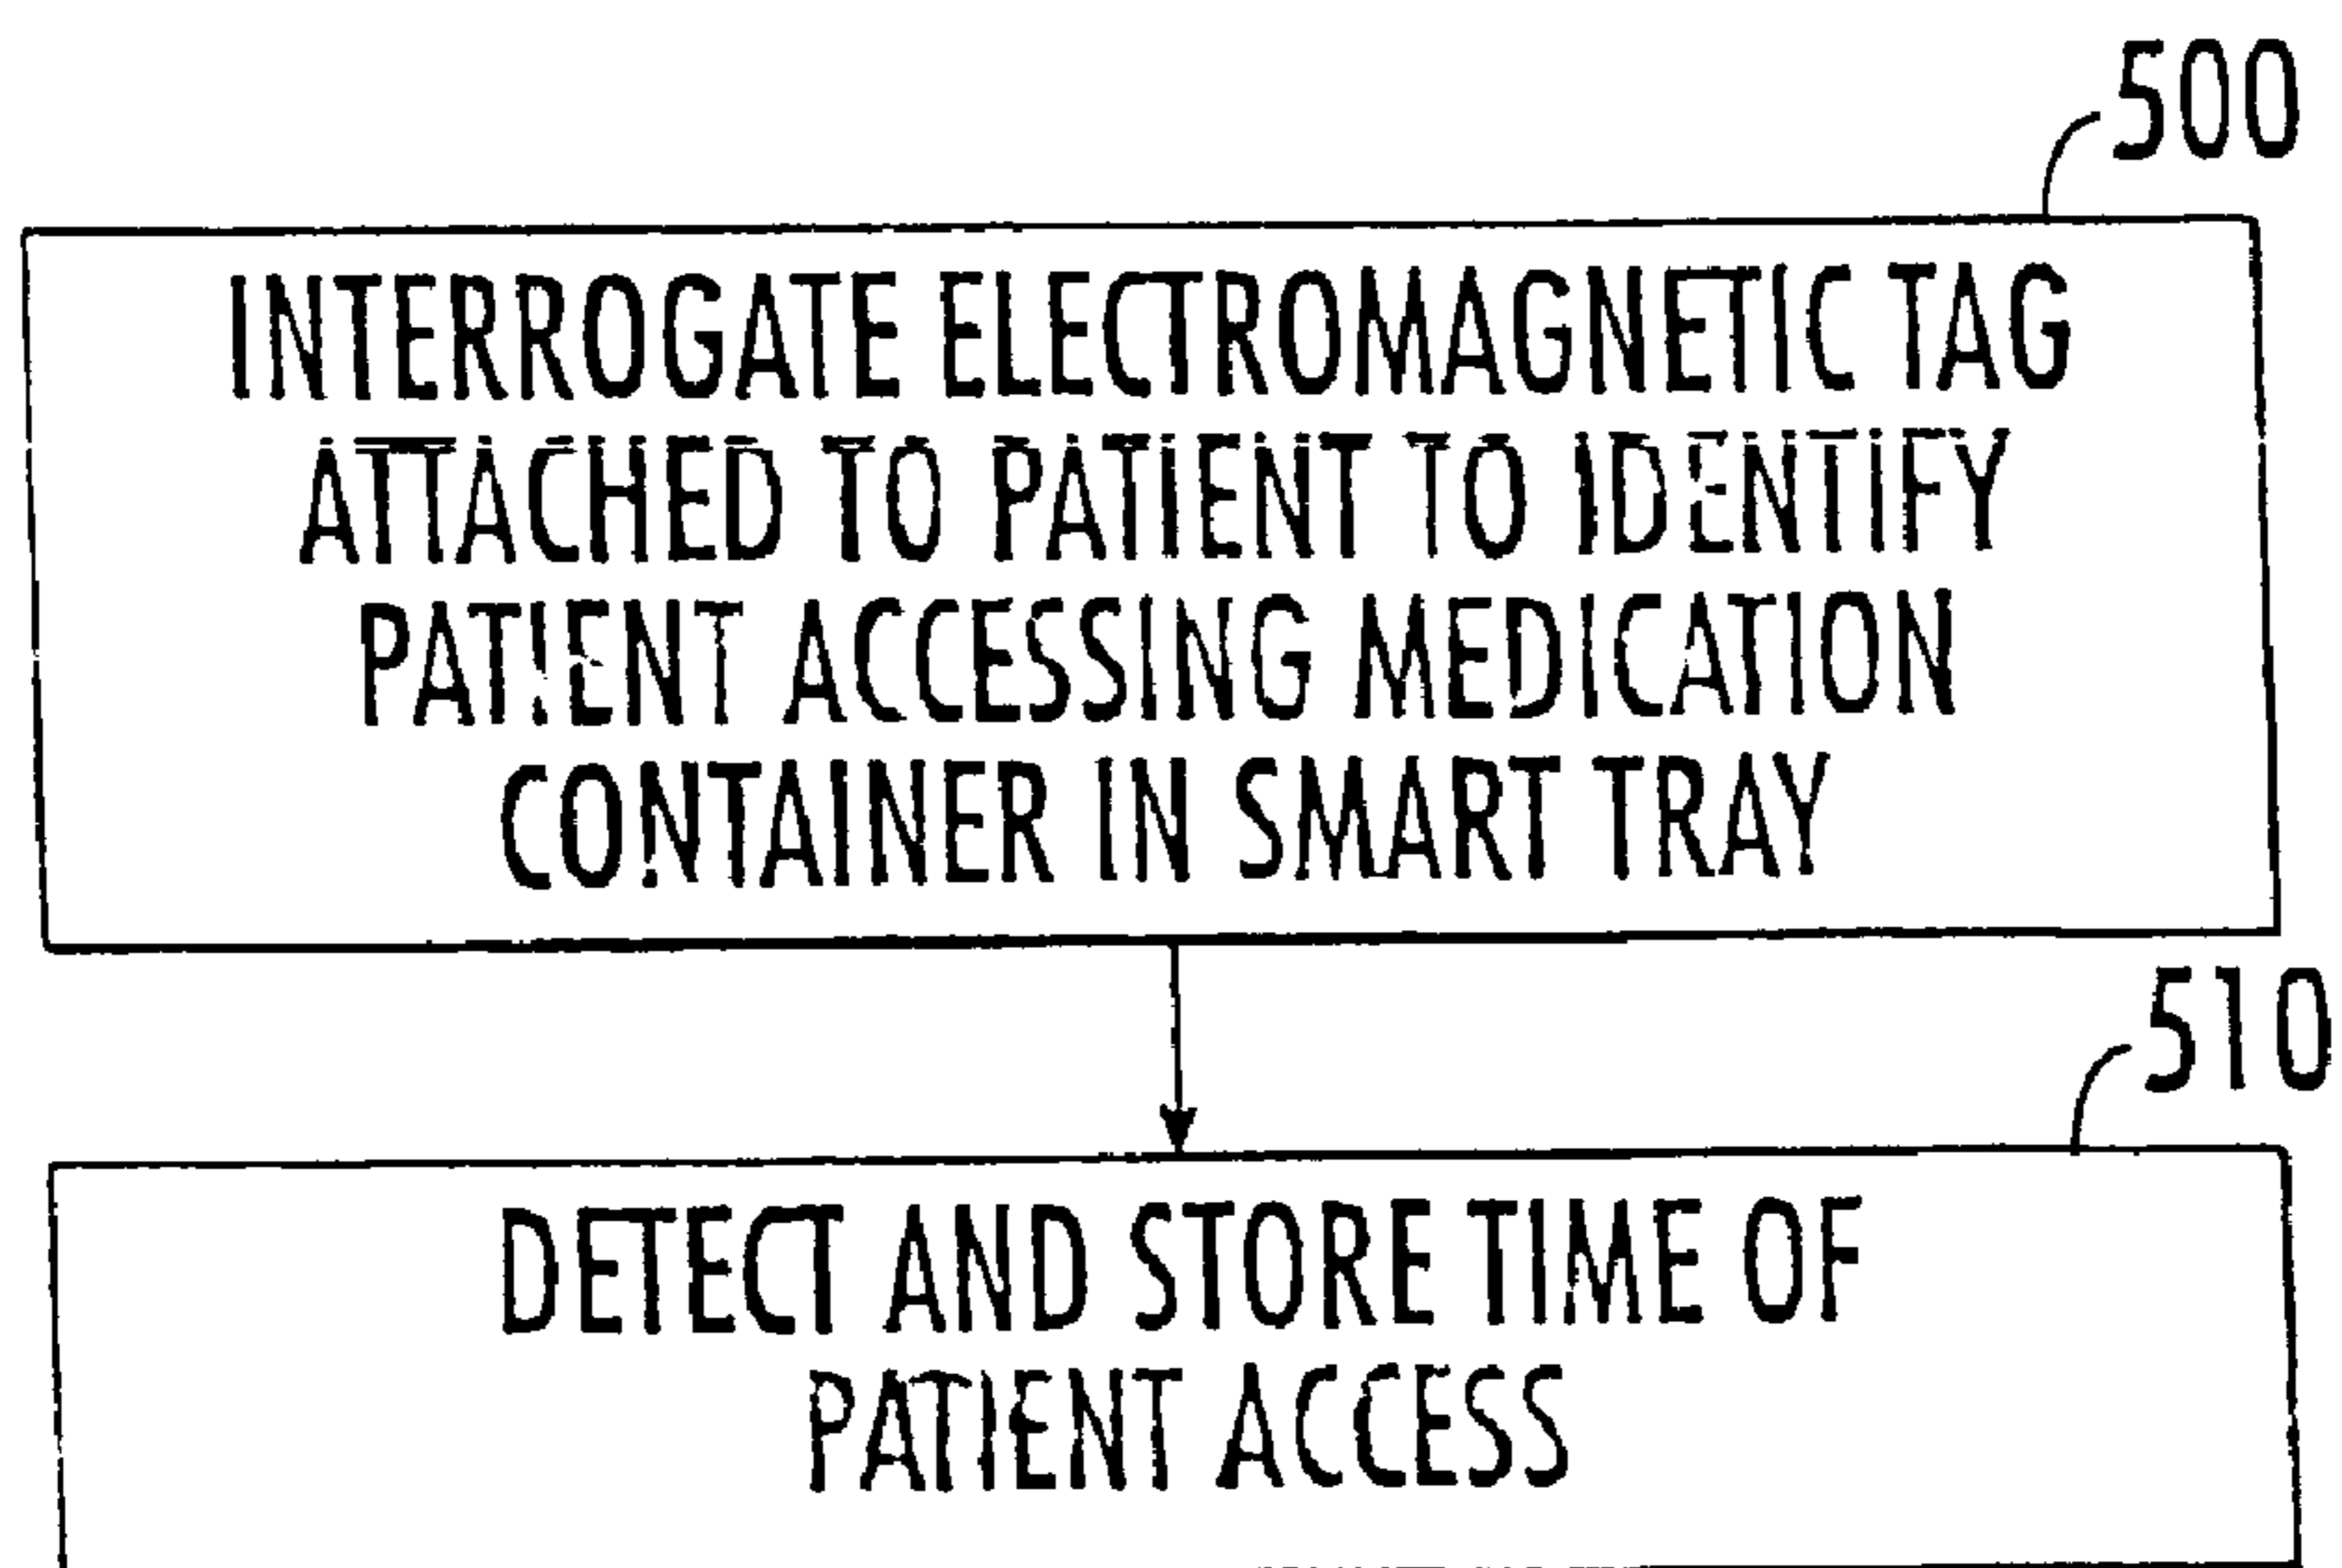 500
INTERROGATE ELECTROMAGNETIC TAG
ATTACHED TO PATIENT TO IDENTIFY
PATIENT ACCESSING MEDICATION
CONTAINER IN SMART TRAY
510
DETECT AND STORE TIME OF
PATIENT ACCESS